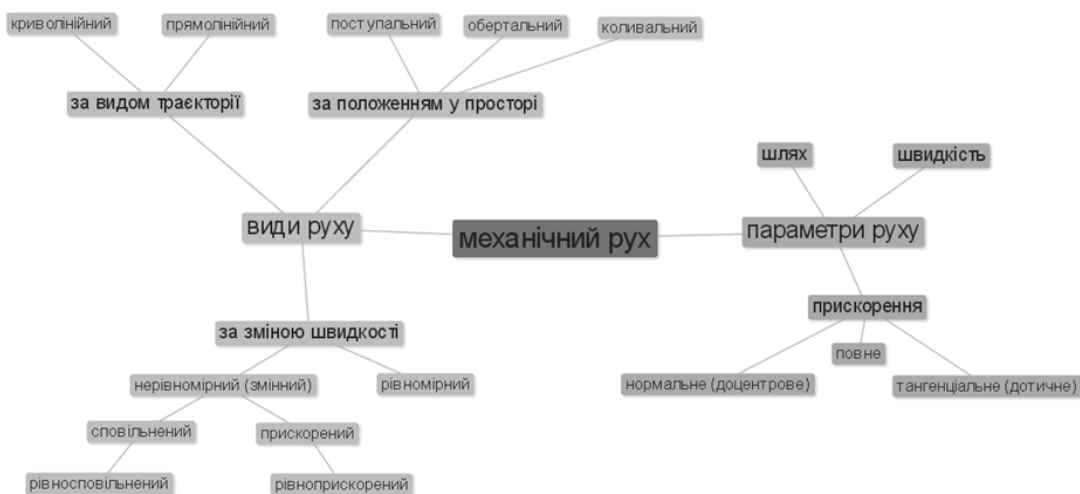 криволінійний
прямолінійний
поступальний
обертальний
коливальний
за видом траєкторії
за положенням у просторі
шлях
швидкість
види руху
механічний рух
параметри руху
прискорення
за зміною швидкості
повне
нерівномірний (змінний)
рівномірний
нормальне (доцентрове)
тангенціальне (дотичне)
сповільнений
прискорений
рівносповільнений
рівноприскорений